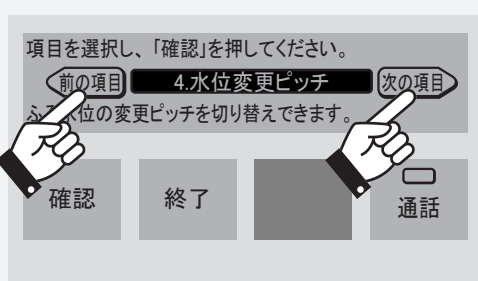 項目を選択し、「確認」を押してください。
前の項目 4.水位変更ピッチ 次の項目
ふ 水位の変更ピッチを切り替えできます。
確認 終了 通話